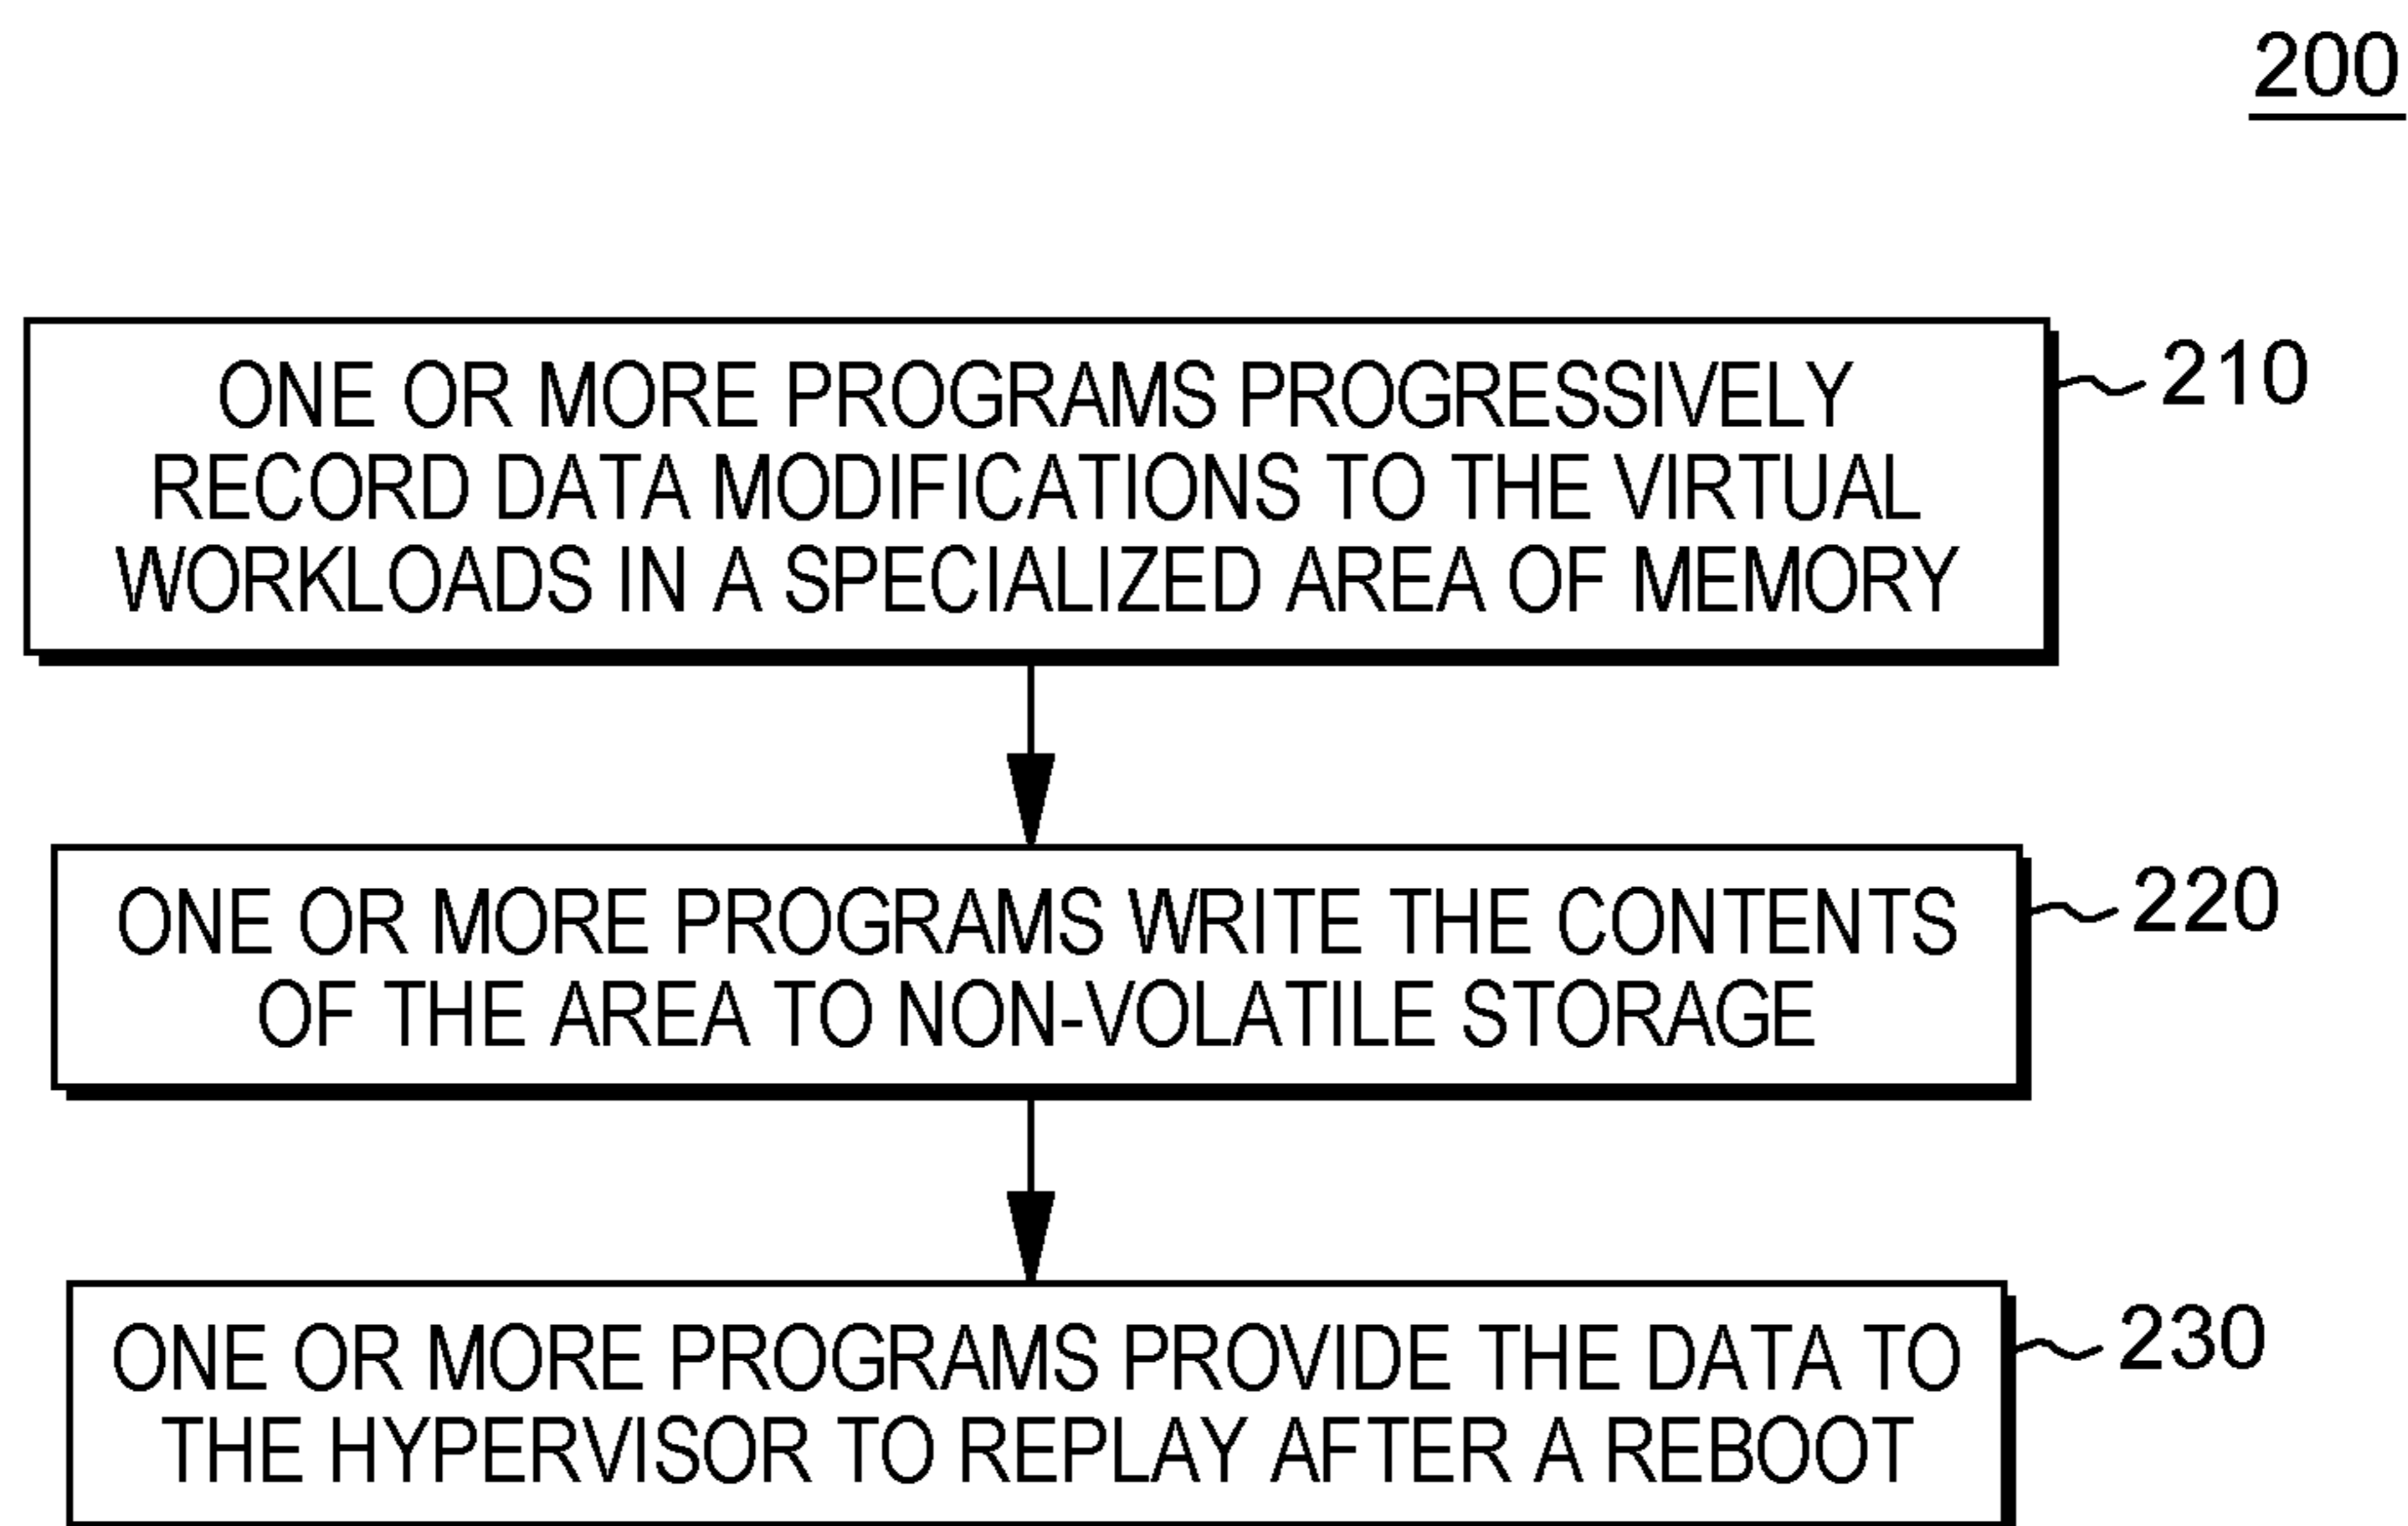 200
ONE OR MORE PROGRAMS PROGRESSIVELY
RECORD DATA MODIFICATIONS TO THE VIRTUAL
WORKLOADS IN A SPECIALIZED AREA OF MEMORY
210
ONE OR MORE PROGRAMS WRITE THE CONTENTS
OF THE AREA TO NON-VOLATILE STORAGE
220
ONE OR MORE PROGRAMS PROVIDE THE DATA TO
THE HYPERVISOR TO REPLAY AFTER A REBOOT
230